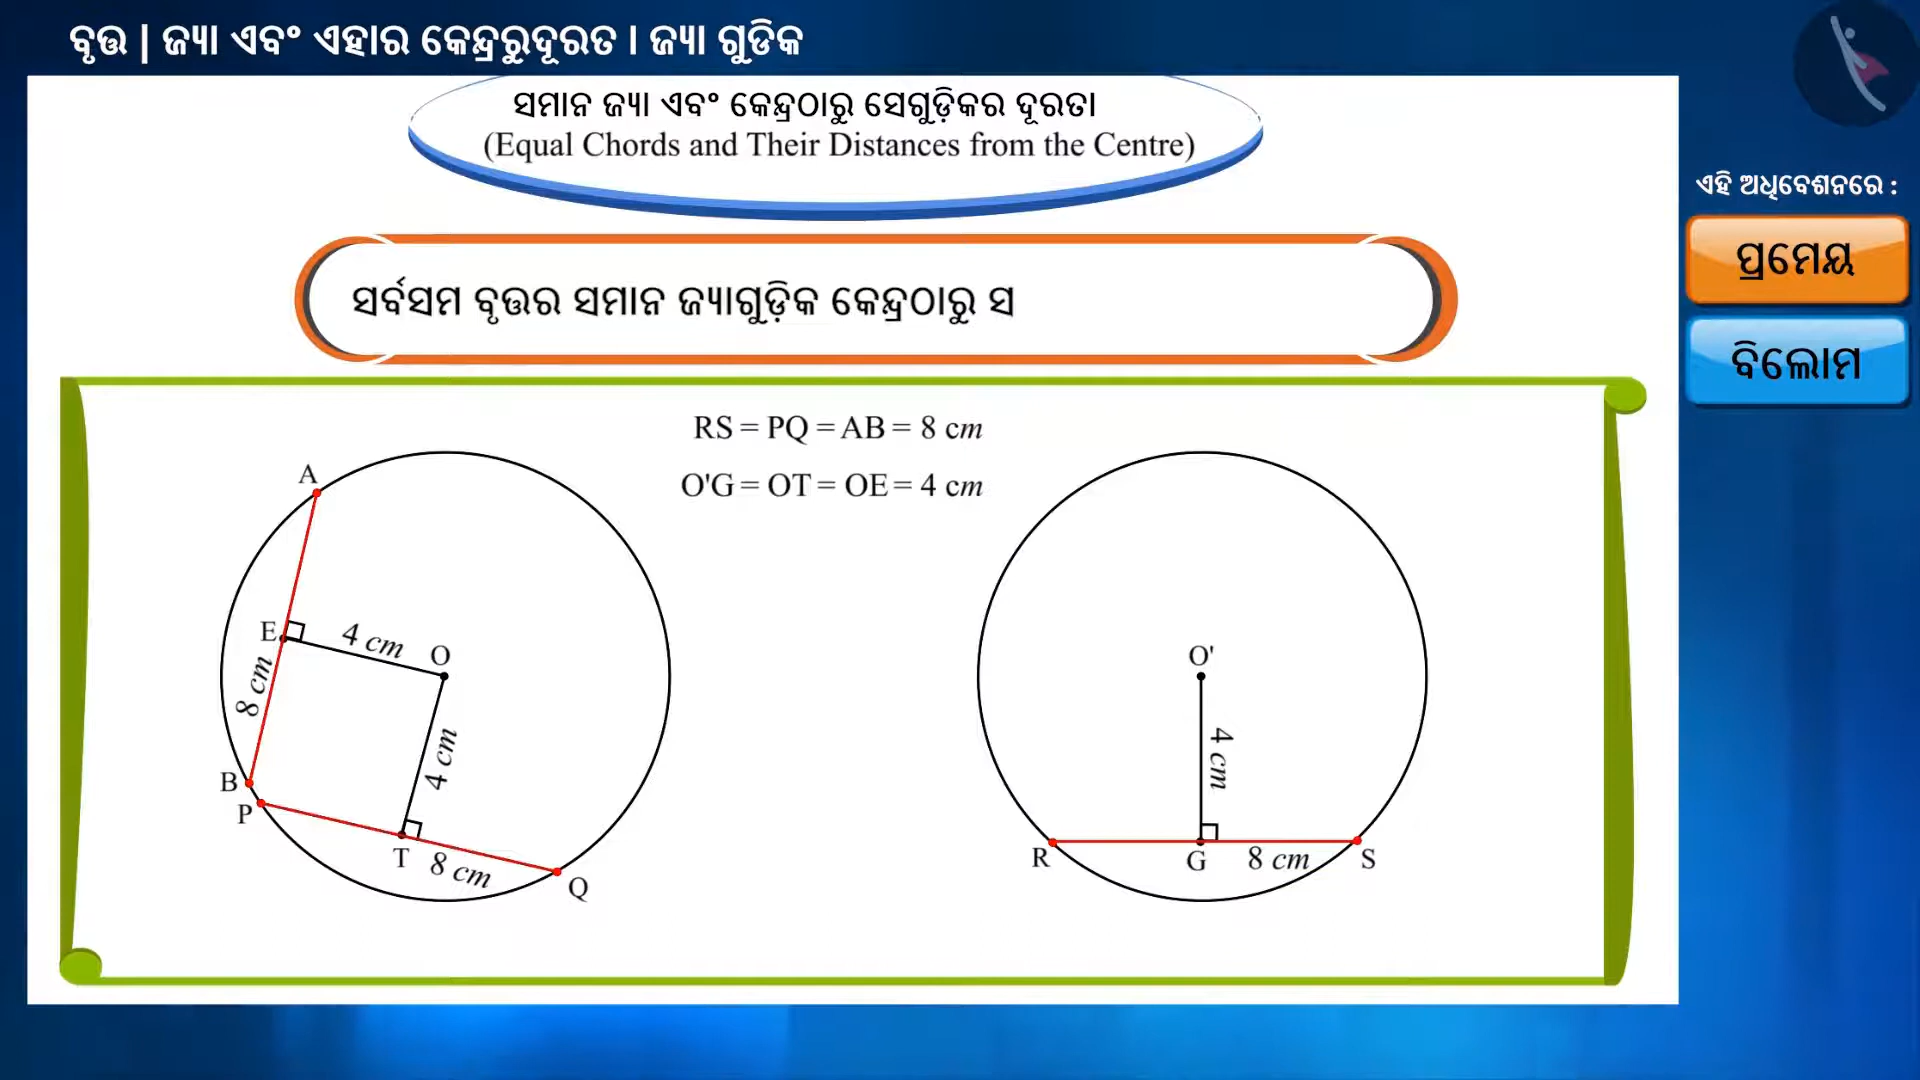 ବୃତ୍ତ | ଜ୍ୟା ଏବଂ ଏହାର କେନ୍ଦ୍ରରୁଦୂରତ । ଜ୍ୟା ଗୁଡିକ
ସମାନ ଜ୍ୟା ଏବଂ କେନ୍ଦ୍ରଠାରୁ ସେଗୁଡ଼ିକର ଦୂରତା
(Equal Chords and Their Distances from the Centre)
ଏହି ଅଧିବେଶନରେ :
ପ୍ରମେୟ
ବିଲୋମ
ସର୍ବସମ ବୃତ୍ତର ସମାନ ଜ୍ୟାଗୁଡ଼ିକ କେନ୍ଦ୍ରଠାରୁ ସ
RS = PQ = AB = 8 cm
O'G = OT = OE = 4 cm
A
E
4 cm
O
8 cm
4 cm
B
P
T
8 cm
Q
O'
4 cm
R
G
8 cm
S